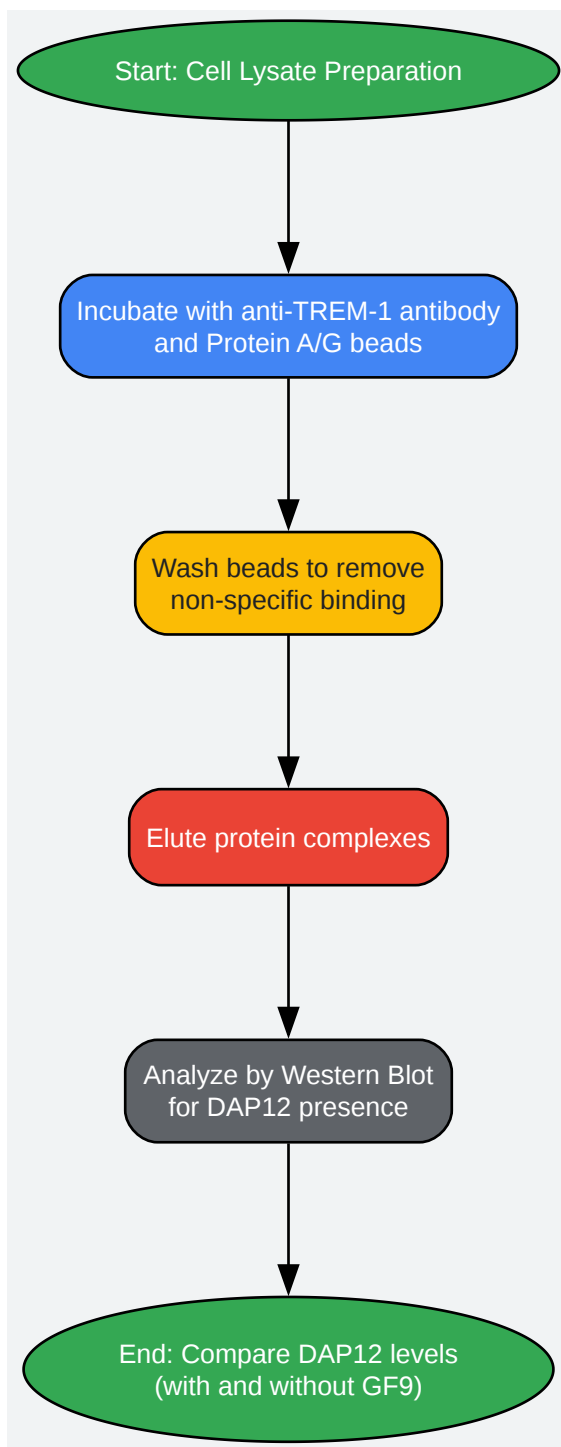 Start: Cell Lysate Preparation
Incubate with anti-TREM-1 antibody
and Protein A/G beads
Wash beads to remove
non-specific binding
Elute protein complexes
Analyze by Western Blot
for DAP12 presence
End: Compare DAP12 levels
(with and without GF9)